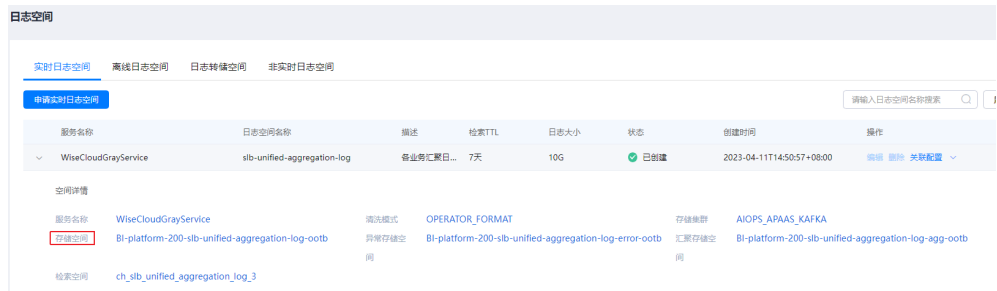 日志空间
实时日志空间 离线日志空间 日志转储空间 非实时日志空间
申请实时日志空间 请输入日志空间名称搜索
服务名称 日志空间名称 描述 检索TTL 日志大小 状态 创建时间 操作
WiseCloudGrayService slb-unified-aggregation-log 各业务汇聚日... 7天 10G 已创建 2023-04-11T14:50:57+08:00 编辑 删除 关联配置
空间详情
服务名称 WiseCloudGrayService 清洗模式 OPERATOR_FORMAT 存储集群 AIOPS_APAAS_KAFKA
存储空间 BI-platform-200-slb-unified-aggregation-log-ootb 异常存储空间 BI-platform-200-slb-unified-aggregation-log-error-ootb 汇聚存储空间 BI-platform-200-slb-unified-aggregation-log-agg-ootb
检索空间 ch_slb_unified_aggregation_log_3